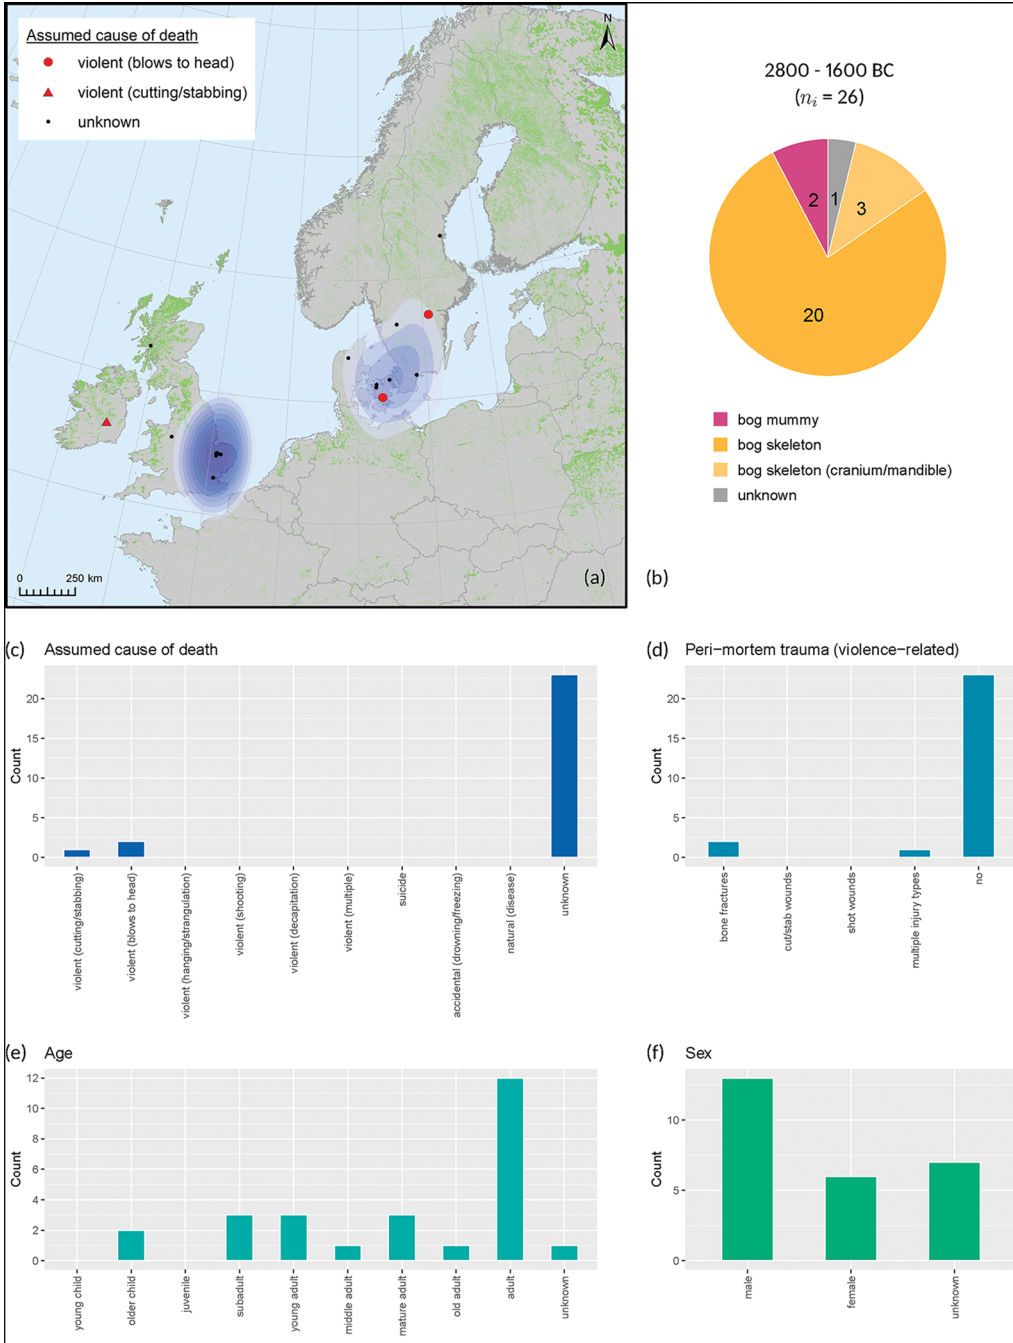 Assumed cause of death
violent (blows to head)
violent (cutting/stabbing)
unknown
N
0 250 km
(a)
2800 - 1600 BC
(nᵢ = 26)
2
1
3
20
bog mummy
bog skeleton
bog skeleton (cranium/mandible)
unknown
(b)
(c) Assumed cause of death
Count
20
15
10
5
0
violent (cutting/stabbing)
violent (blows to head)
violent (hanging/strangulation)
violent (shooting)
violent (decapitation)
violent (multiple)
suicide
accidental (drowning/freezing)
natural (disease)
unknown
(d) Peri−mortem trauma (violence−related)
Count
20
15
10
5
0
bone fractures
cut/stab wounds
shot wounds
multiple injury types
no
(e) Age
Count
12
10
8
6
4
2
0
young child
older child
juvenile
subadult
young adult
middle adult
mature adult
old adult
adult
unknown
(f) Sex
Count
10
5
0
male
female
unknown